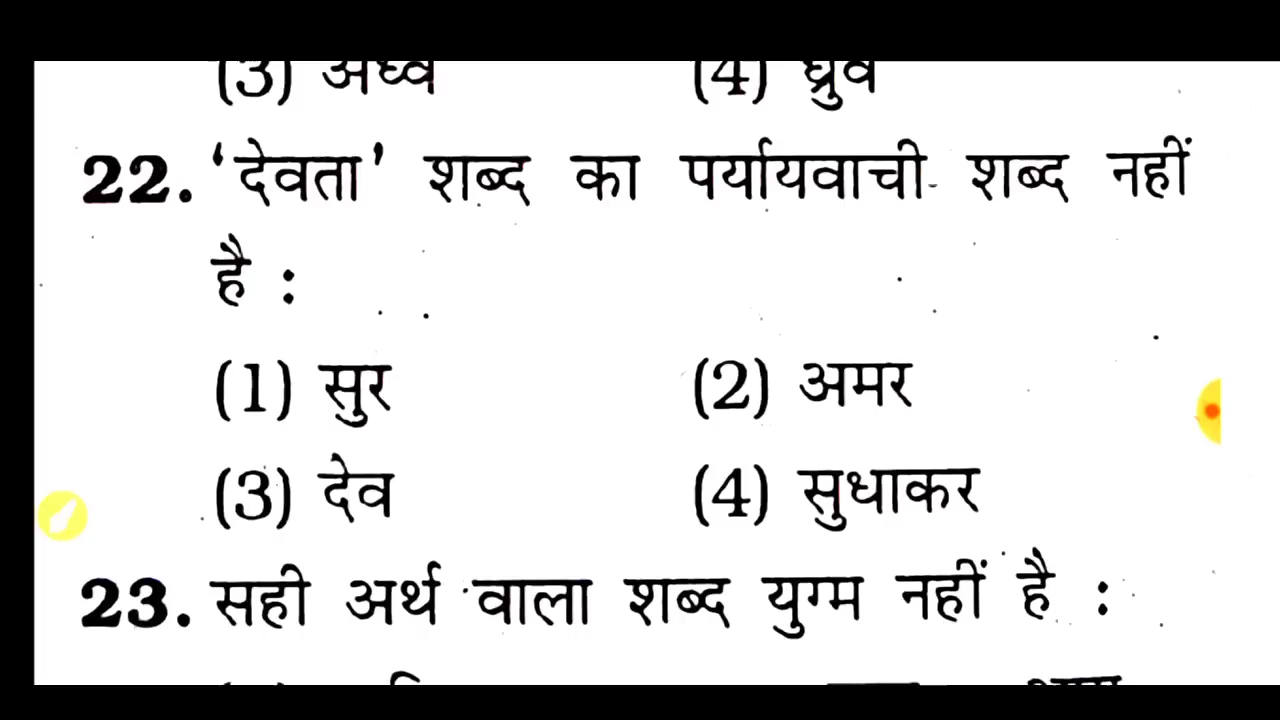 (3) अध्व (4) ध्रुव
22. 'देवता' शब्द का पर्यायवाची शब्द नहीं
है :
(1) सुर (2) अमर
(3) देव (4) सुधाकर
23. सही अर्थ वाला शब्द युग्म नहीं है :